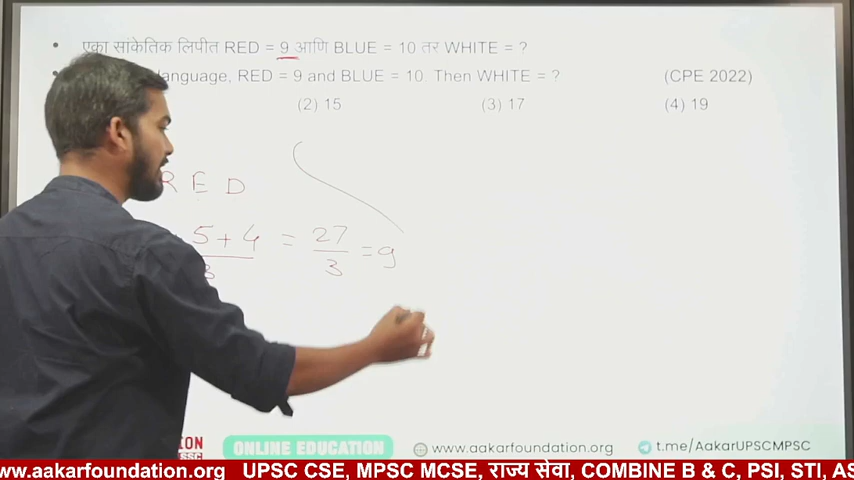 • एका सांकेतिक लिपीत RED = 9 आणि BLUE = 10 तर WHITE = ?
language, RED = 9 and BLUE = 10. Then WHITE = ? (CPE 2022)
(2) 15 (3) 17 (4) 19
R E D
5 + 4 = 27 = 9
3 3
ONLINE EDUCATION www.aakarfoundation.org t.me/AakarUPSCMPSC
www.aakarfoundation.org UPSC CSE, MPSC MCSE, राज्य सेवा, COMBINE B & C, PSI, STI, AS